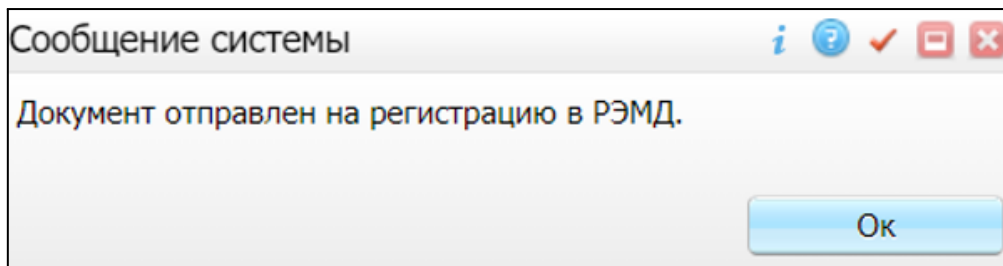 Сообщение системы
Документ отправлен на регистрацию в РЭМД.
Ок